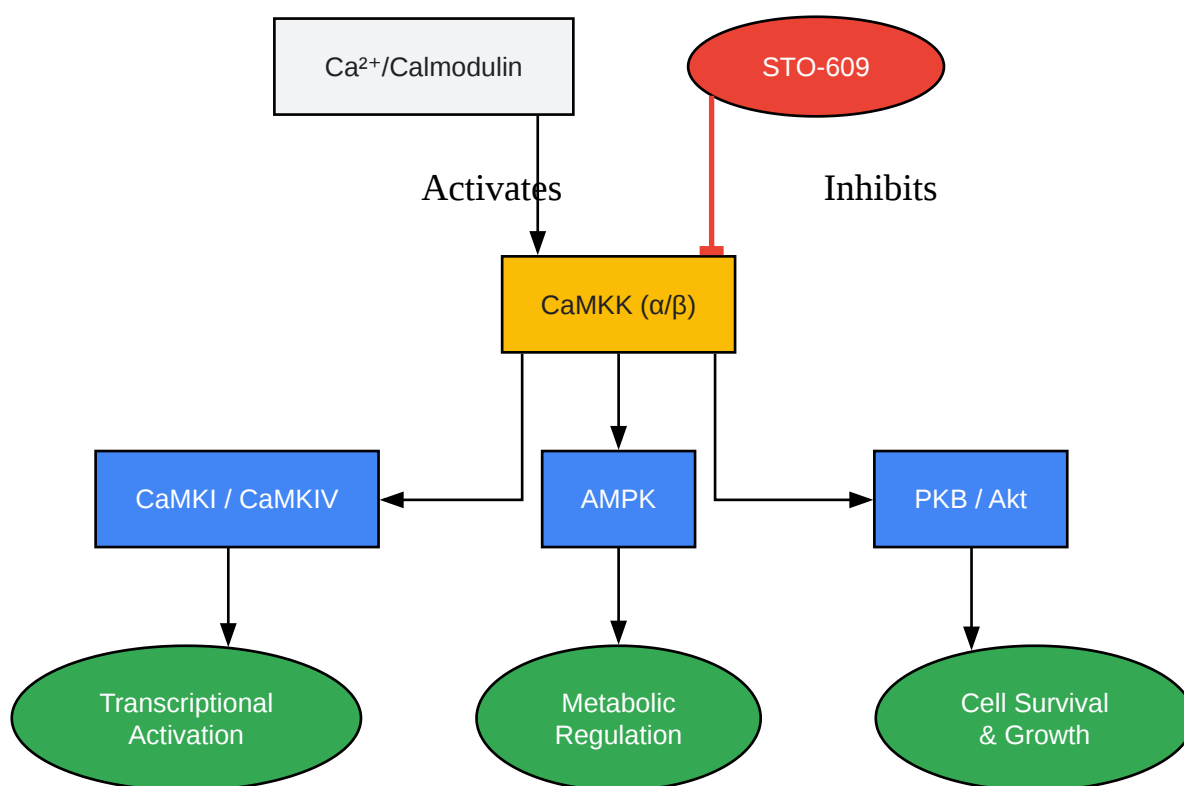 Ca²⁺/Calmodulin
STO-609
Activates
Inhibits
CaMKK (α/β)
CaMKI / CaMKIV
AMPK
PKB / Akt
Transcriptional
Activation
Metabolic
Regulation
Cell Survival
& Growth